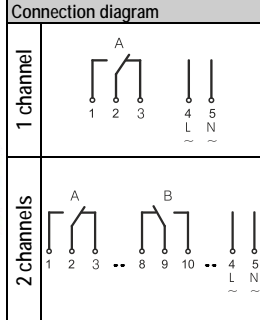 Connection diagram
1 channel
A
1 2 3 4 5
L N
~ ~
2 channels
A B
1 2 3 8 9 10 4 5
L N
~ ~